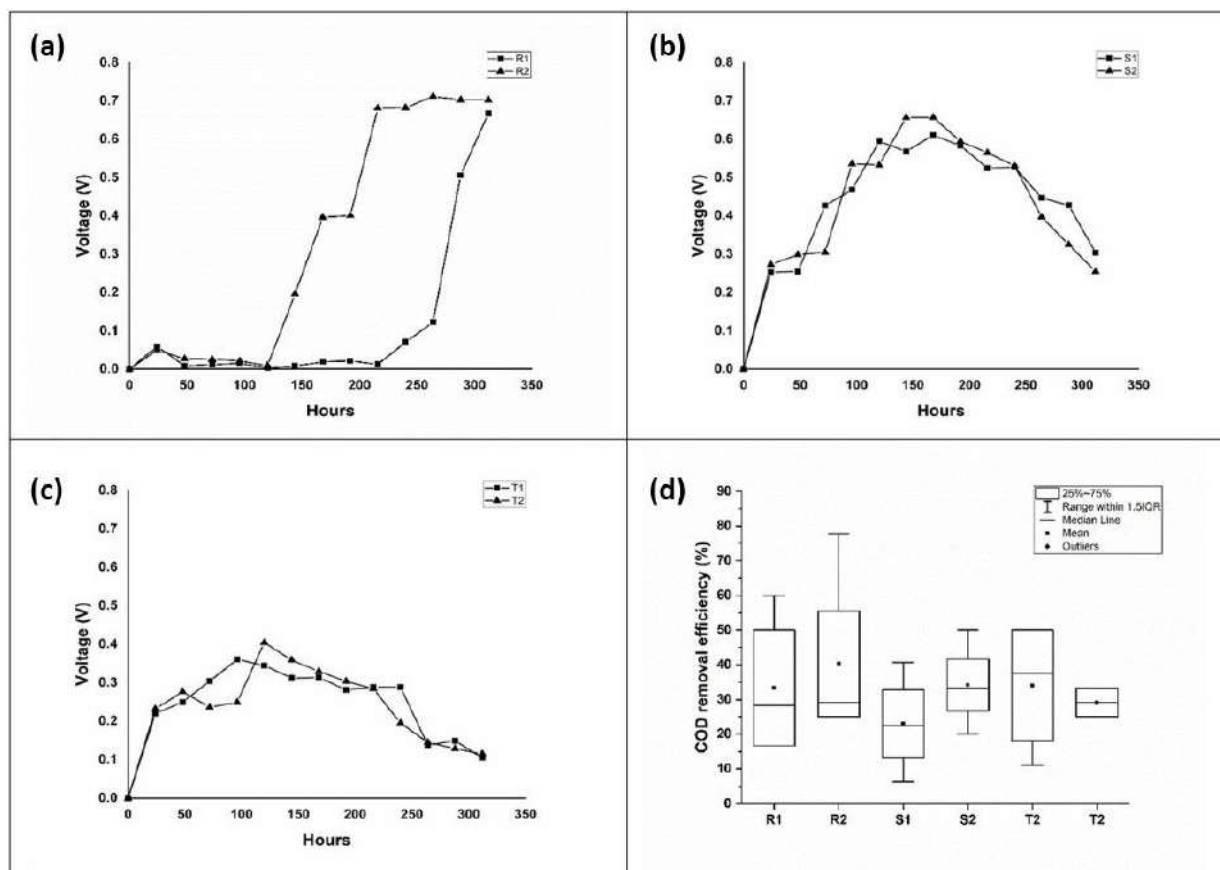 (a)
R1
R2
0.8
0.7
0.6
0.5
0.4
0.3
0.2
0.1
0.0
Voltage (V)
0 50 100 150 200 250 300 350
Hours
(b)
S1
S2
0.8
0.7
0.6
0.5
0.4
0.3
0.2
0.1
0.0
Voltage (V)
0 50 100 150 200 250 300 350
Hours
(c)
T1
T2
0.8
0.7
0.6
0.5
0.4
0.3
0.2
0.1
0.0
Voltage (V)
0 50 100 150 200 250 300 350
Hours
(d)
25%~75%
Range within 1.5IQR
Median Line
Mean
Outliers
90
80
70
60
50
40
30
20
10
0
COD removal efficiency (%)
R1 R2 S1 S2 T2 T2